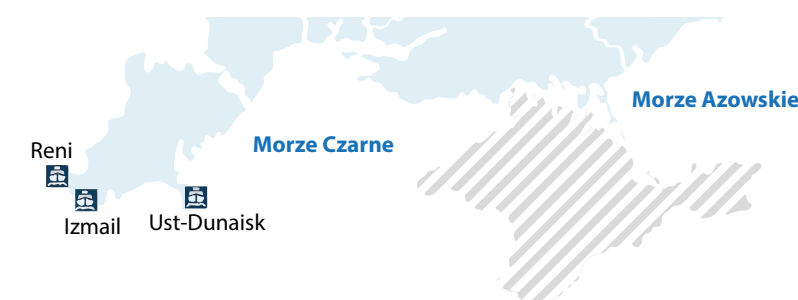 Morze Azowskie
Morze Czarne
Reni
Izmail
Ust-Dunaisk